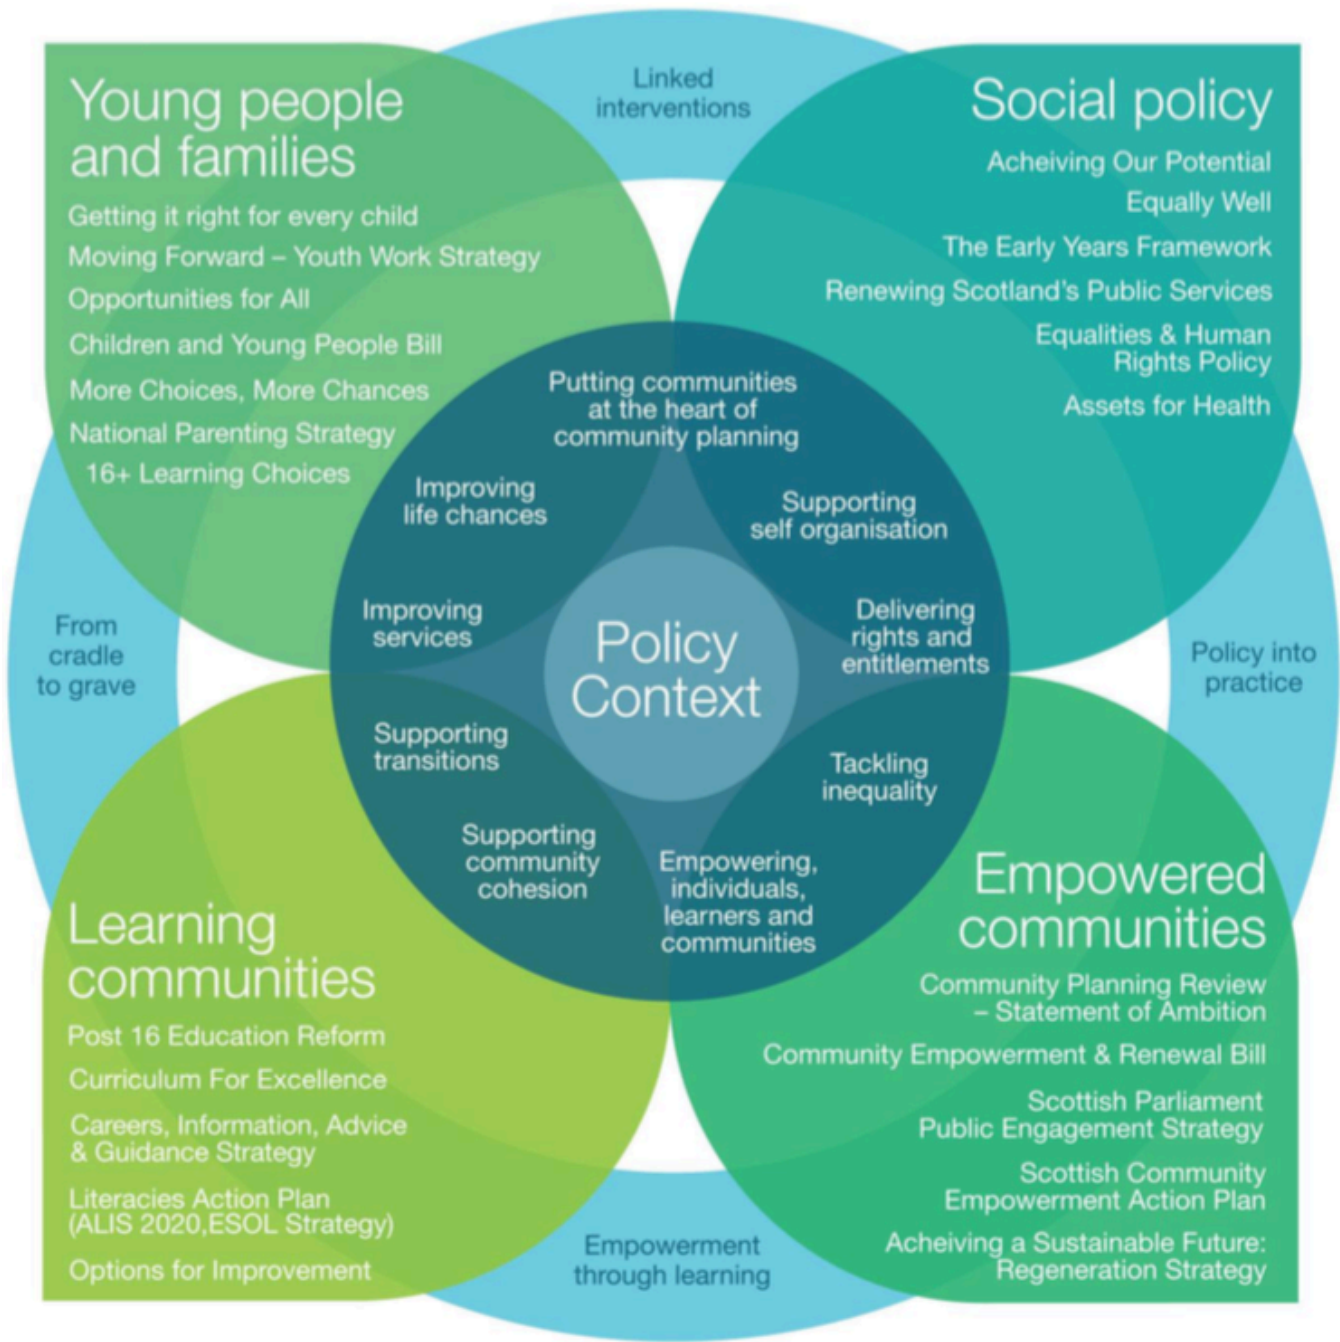 Linked
interventions
Young people
and families
Getting it right for every child
Moving Forward – Youth Work Strategy
Opportunities for All
Children and Young People Bill
More Choices, More Chances
National Parenting Strategy
16+ Learning Choices
Social policy
Acheiving Our Potential
Equally Well
The Early Years Framework
Renewing Scotland's Public Services
Equalities & Human
Rights Policy
Assets for Health
Putting communities
at the heart of
community planning
Improving
life chances
Supporting
self organisation
Improving
services
Delivering
rights and
entitlements
Policy
Context
From
cradle
to grave
Policy into
practice
Supporting
transitions
Tackling
inequality
Supporting
community
cohesion
Empowering,
individuals,
learners and
communities
Learning
communities
Post 16 Education Reform
Curriculum For Excellence
Careers, Information, Advice
& Guidance Strategy
Literacies Action Plan
(ALIS 2020,ESOL Strategy)
Options for Improvement
Empowered
communities
Community Planning Review
– Statement of Ambition
Community Empowerment & Renewal Bill
Scottish Parliament
Public Engagement Strategy
Scottish Community
Empowerment Action Plan
Acheiving a Sustainable Future:
Regeneration Strategy
Empowerment
through learning